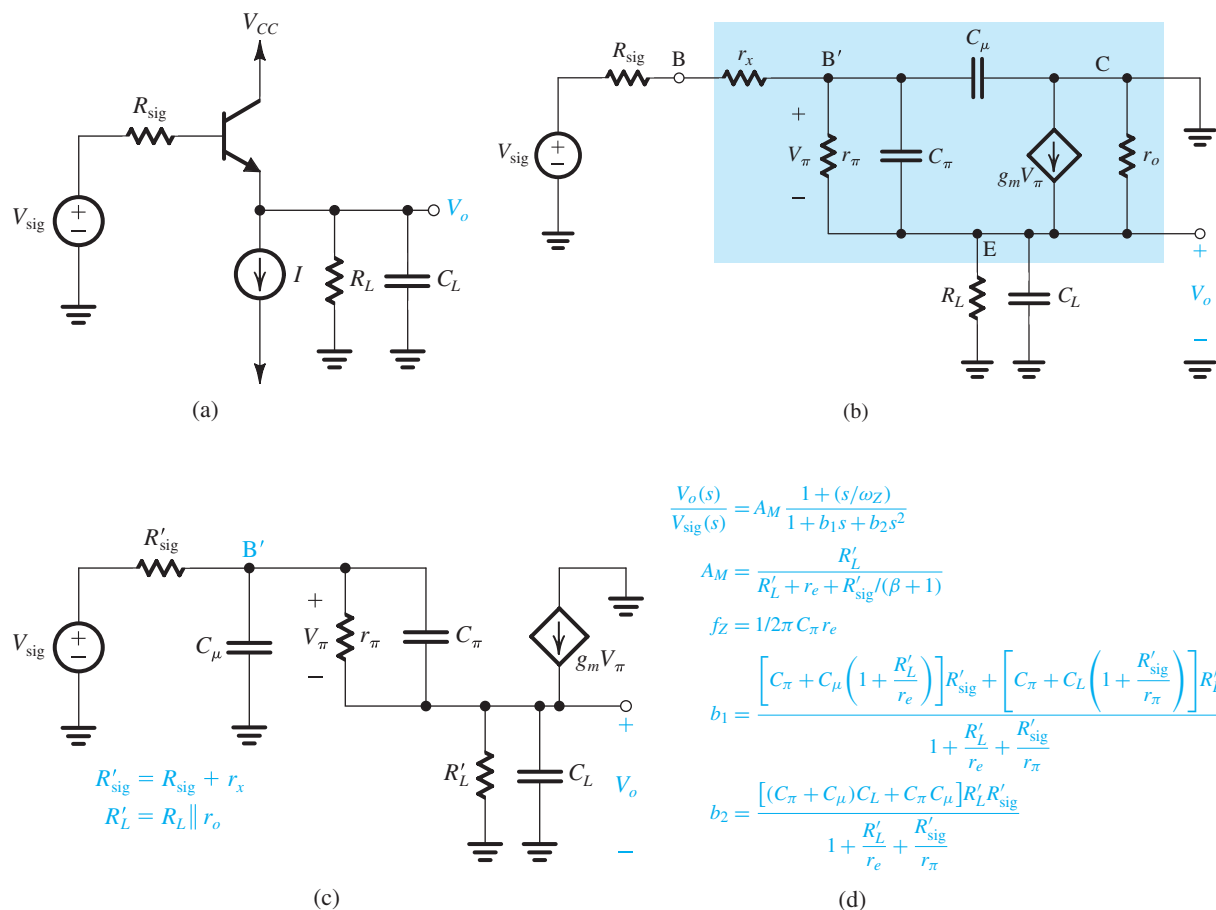 V_CC
R_sig
V_sig
+
−
I
R_L
C_L
V_o
(a)
R_sig
B
r_x
B′
C_μ
C
V_sig
+
−
+
V_π
−
r_π
C_π
g_m V_π
r_o
E
R_L
C_L
+
V_o
−
(b)
R′_sig
B′
V_sig
+
−
C_μ
+
V_π
−
r_π
C_π
g_m V_π
R′_L
C_L
+
V_o
−
R′_sig = R_sig + r_x
R′_L = R_L ∥ r_o
(c)
V_o(s)/V_sig(s) = A_M (1 + (s/ω_Z))/(1 + b_1 s + b_2 s²)
A_M = R′_L/(R′_L + r_e + R′_sig/(β + 1))
f_Z = 1/2π C_π r_e
b_1 = ([C_π + C_μ(1 + R′_L/r_e)]R′_sig + [C_π + C_L(1 + R′_sig/r_π)]R′_L)/(1 + R′_L/r_e + R′_sig/r_π)
b_2 = ([(C_π + C_μ)C_L + C_π C_μ]R′_L R′_sig)/(1 + R′_L/r_e + R′_sig/r_π)
(d)